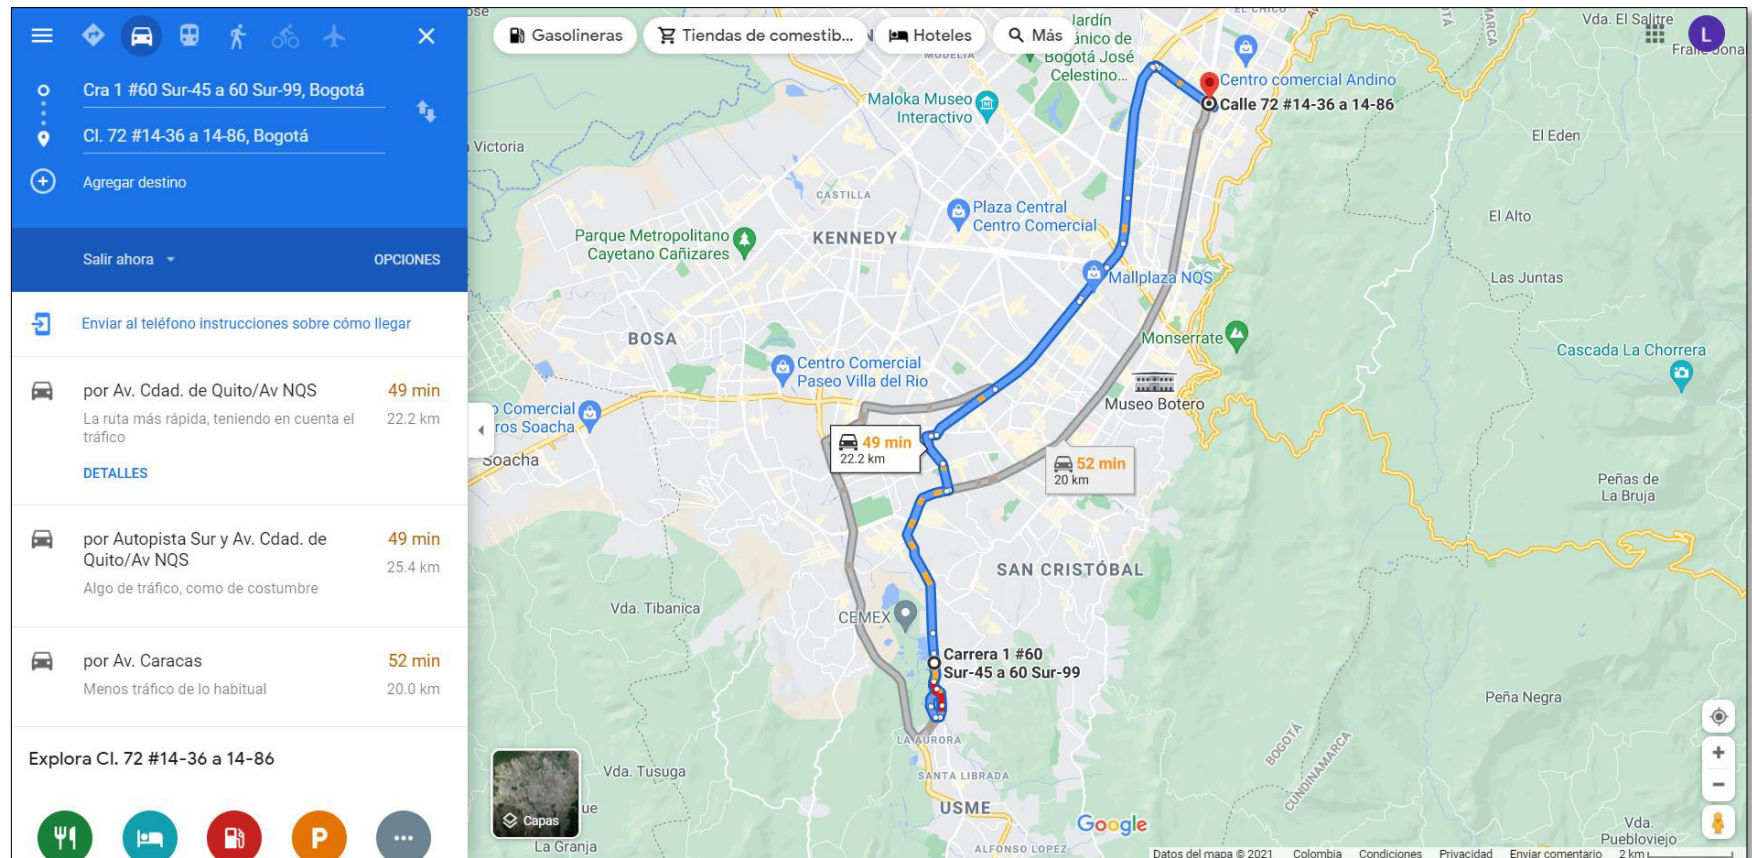 Cra 1 #60 Sur-45 a 60 Sur-99, Bogotá
Cl. 72 #14-36 a 14-86, Bogotá
Agregar destino
Salir ahora
OPCIONES
Enviar al teléfono instrucciones sobre cómo llegar
por Av. Cdad. de Quito/Av NQS
49 min
La ruta más rápida, teniendo en cuenta el
22.2 km
tráfico
DETALLES
por Autopista Sur y Av. Cdad. de
49 min
Quito/Av NQS
25.4 km
Algo de tráfico, como de costumbre
por Av. Caracas
52 min
Menos tráfico de lo habitual
20.0 km
Explora Cl. 72 #14-36 a 14-86
P
Gasolineras
Tiendas de comestib...
Hoteles
Más
L
Jardín
ánico de
Bogotá José
Celestino...
MODELIA
EL CHICO
Vda. El Salitre
Centro comercial Andino
Calle 72 #14-36 a 14-86
Maloka Museo
Interactivo
Victoria
El Eden
CASTILLA
Plaza Central
Centro Comercial
El Alto
Parque Metropolitano
Cayetano Cañizares
KENNEDY
Mallplaza NQS
Las Juntas
BOSA
Monserrate
Cascada La Chorrera
Centro Comercial
Paseo Villa del Rio
Museo Botero
Comercial
ros Soacha
49 min
22.2 km
Soacha
52 min
20 km
Peñas de
La Bruja
SAN CRISTÓBAL
Vda. Tibanica
CEMEX
Carrera 1 #60
Sur-45 a 60 Sur-99
Peña Negra
LA AURORA
BOGOTÁ
CUNDINAMARCA
Vda. Tusuga
SANTA LIBRADA
USME
ue
Capas
Google
Vda.
Puebloviejo
La Granja
ALFONSO LOPEZ
Datos del mapa © 2021
Colombia
Condiciones
Privacidad
Enviar comentario
2 km